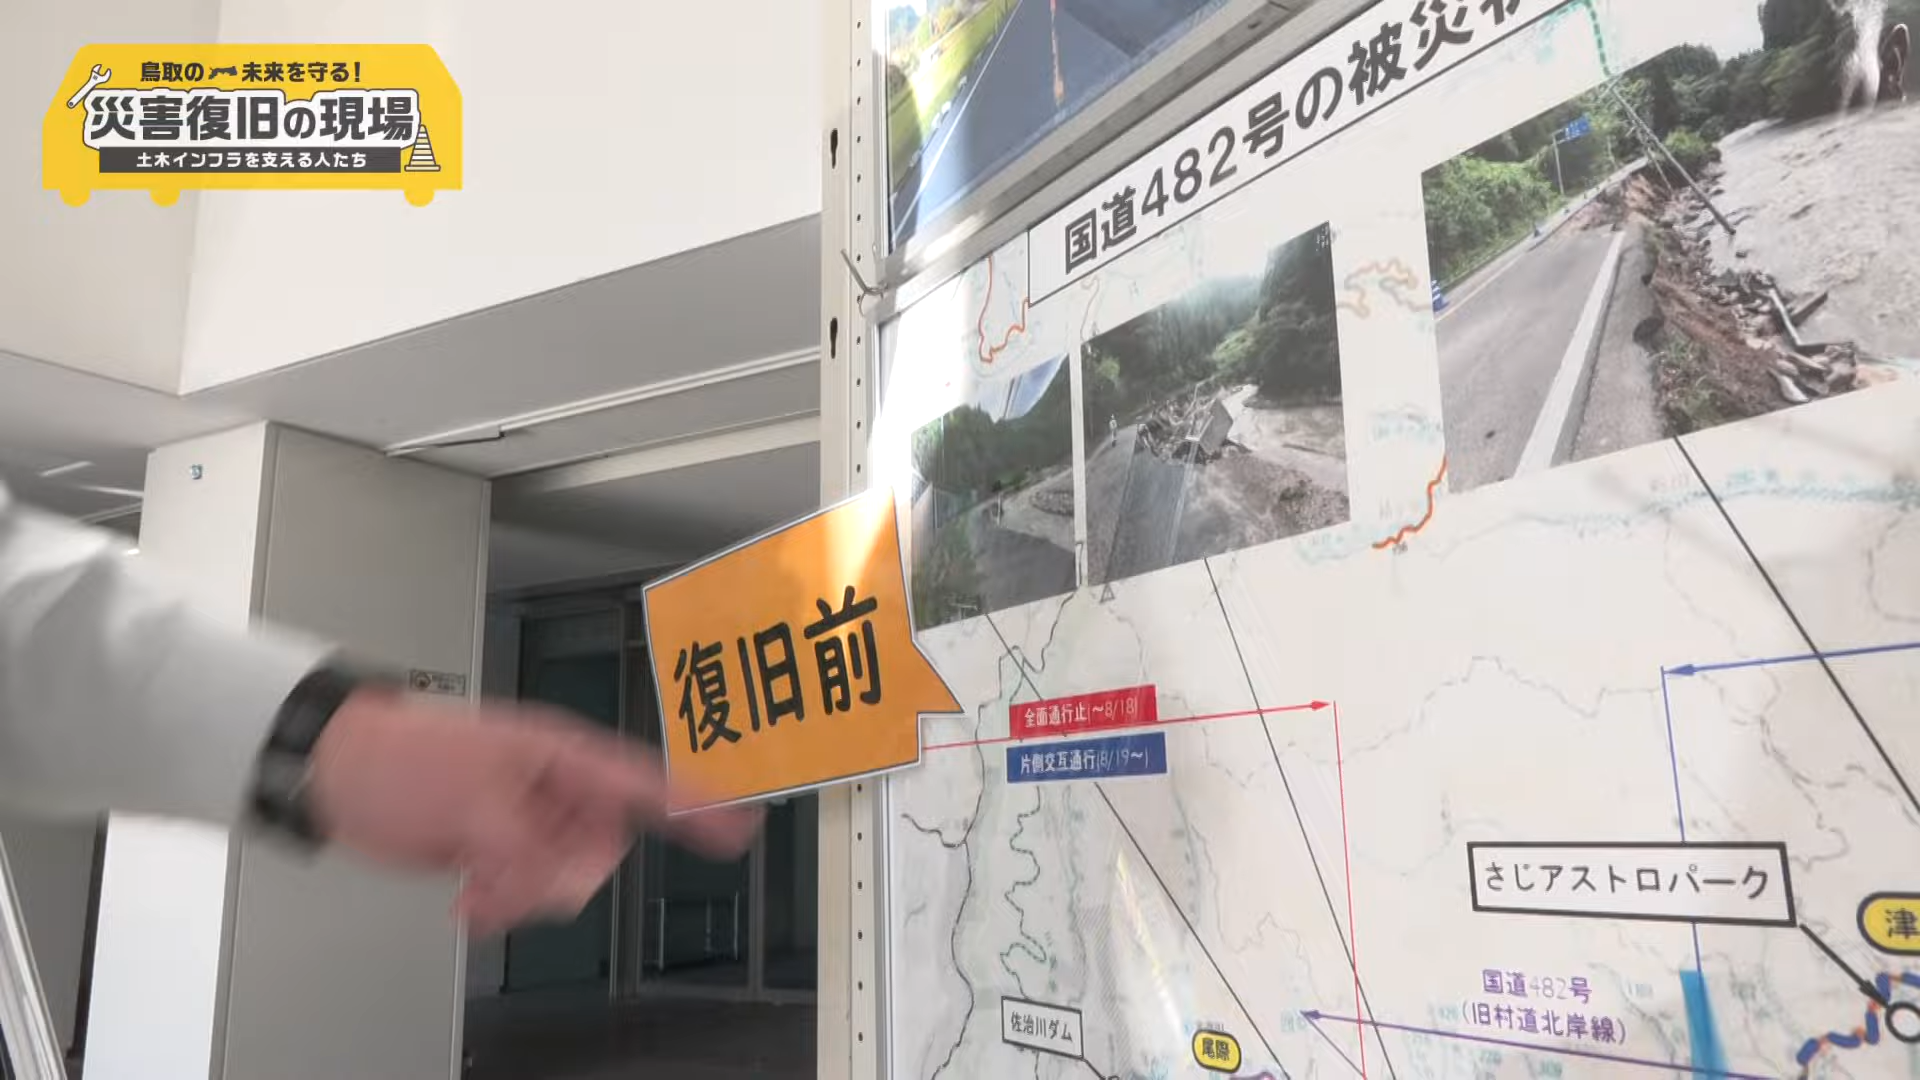 鳥取の未来を守る!
災害復旧の現場
土木インフラを支える人たち
国道482号の被災
復旧前
全面通行止(~8/18)
片側交互通行(8/19~)
さじアストロパーク
津
国道482号
(旧村道北岸線)
佐治川ダム
尾際